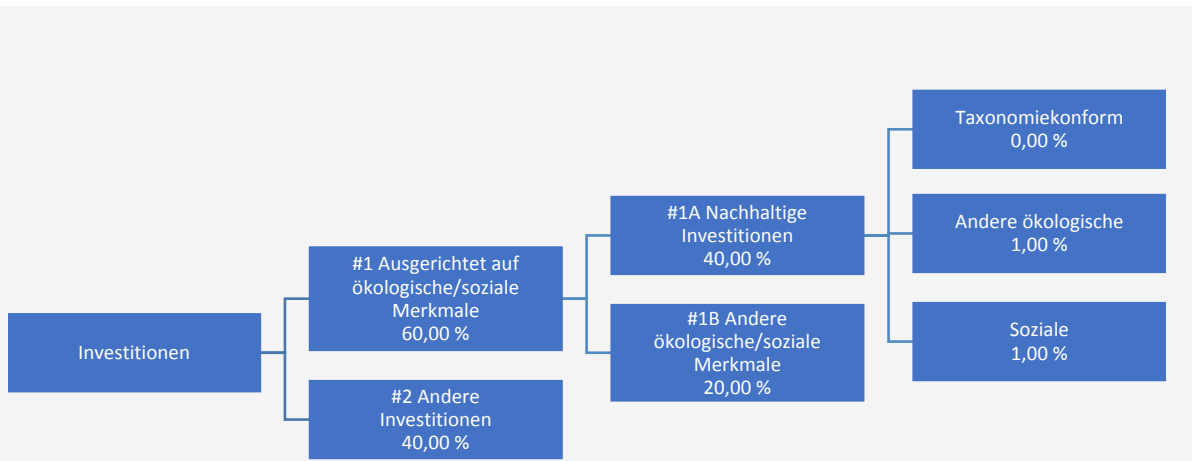 Investitionen
#1 Ausgerichtet auf
ökologische/soziale
Merkmale
60,00 %
#2 Andere
Investitionen
40,00 %
#1A Nachhaltige
Investitionen
40,00 %
#1B Andere
ökologische/soziale
Merkmale
20,00 %
Taxonomiekonform
0,00 %
Andere ökologische
1,00 %
Soziale
1,00 %